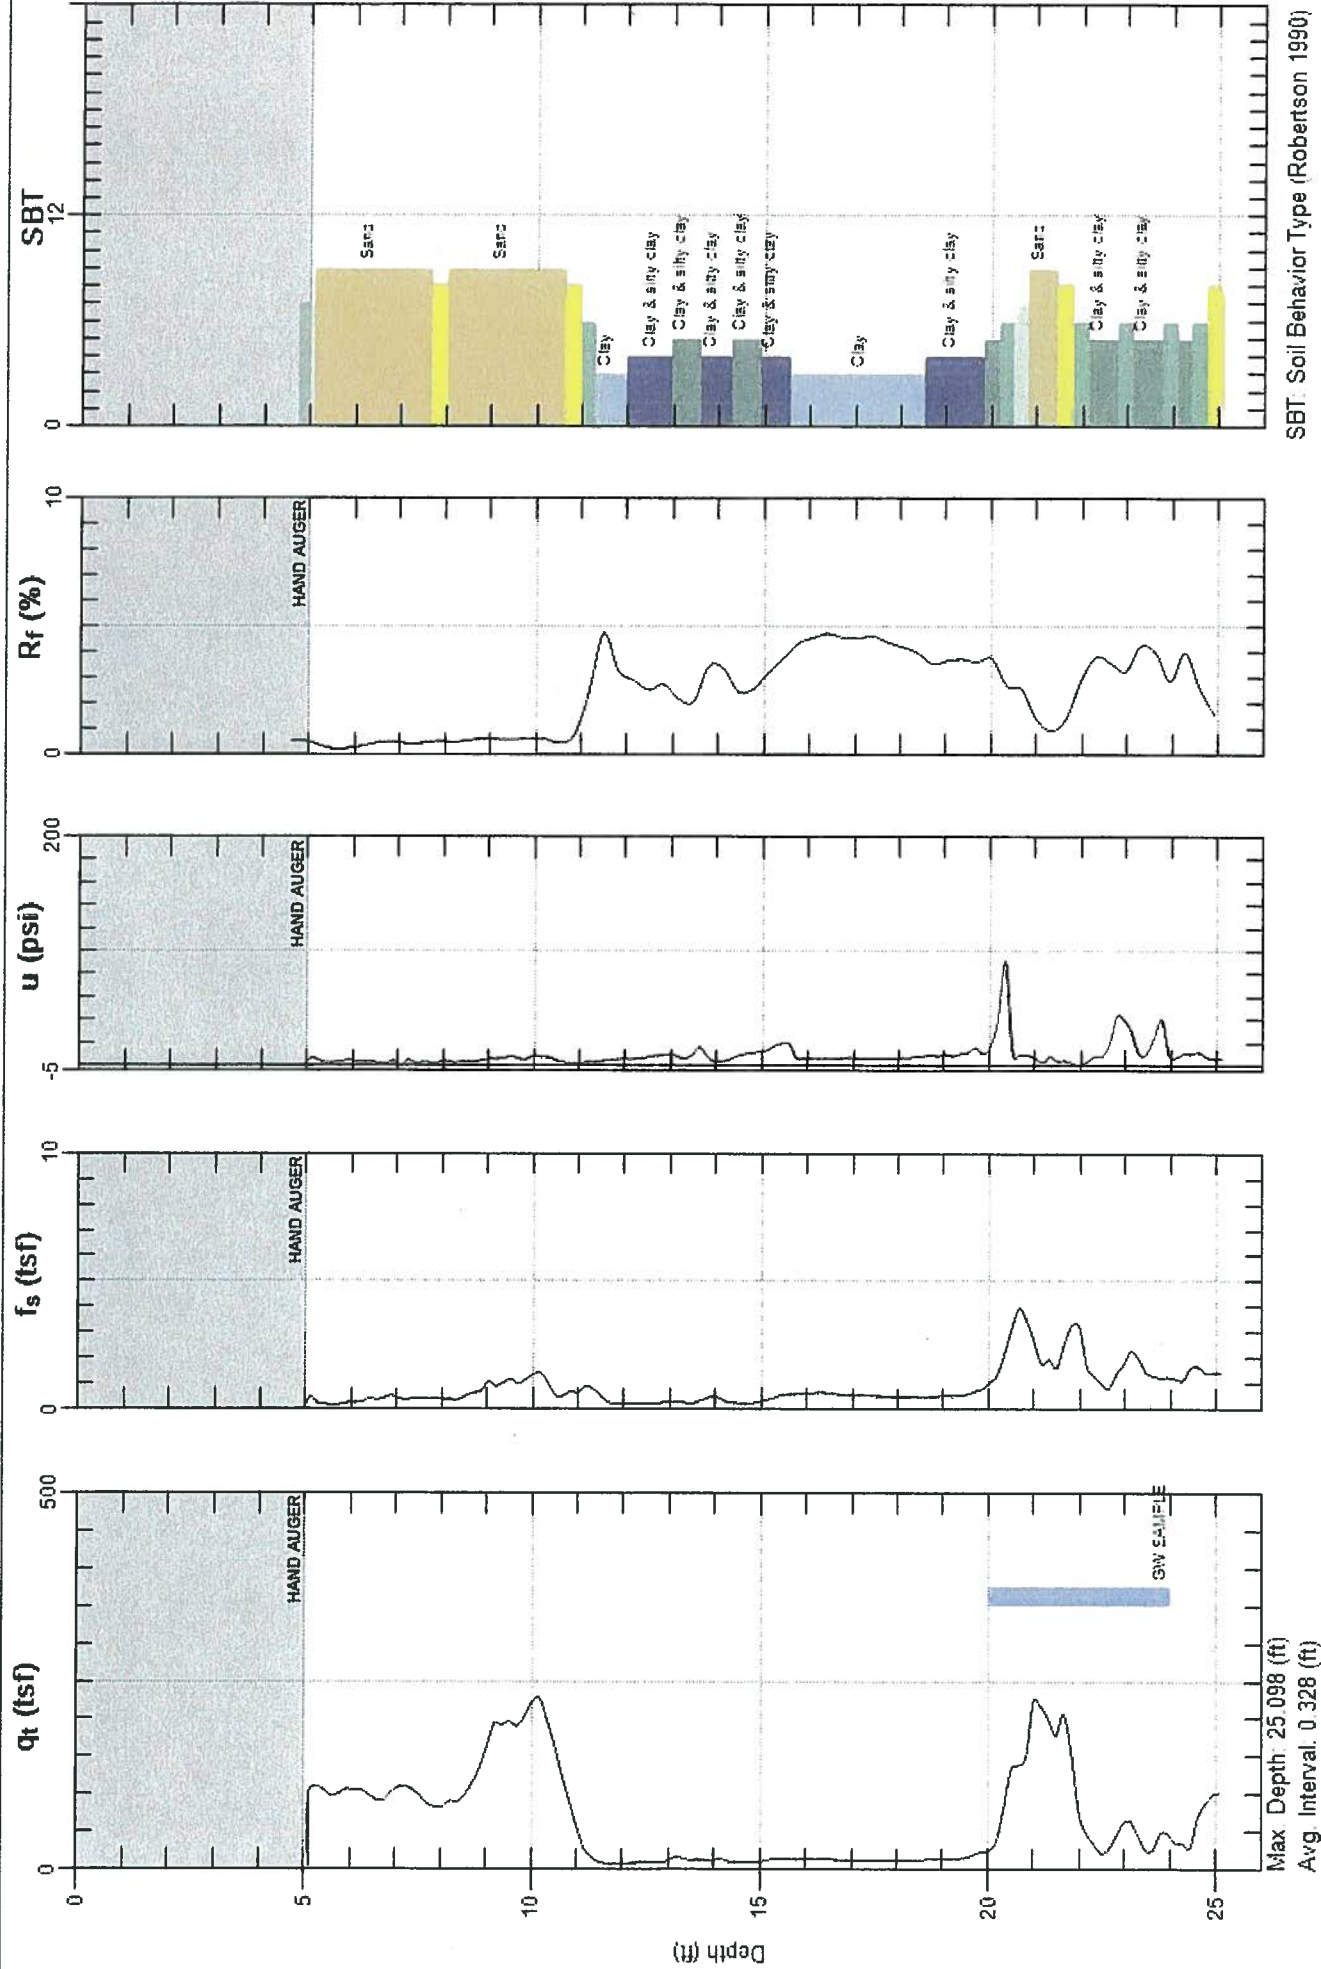 qt (tsf)
fs (tsf)
u (psi)
Rf (%)
SBT
0
500
0
10
-5
200
0
10
0
12
Depth (ft)
0
5
10
15
20
25
HAND AUGER
HAND AUGER
HAND AUGER
HAND AUGER
GW SAMPLE
Sand
Sand
Clay
Clay & silty clay
Clay & silty clay
Clay & silty clay
Clay & silty clay
Clay & silty clay
Clay
Clay & silty clay
Sand
Clay & silty clay
Clay & silty clay
Max. Depth: 25.098 (ft)
Avg. Interval: 0.328 (ft)
SBT: Soil Behavior Type (Robertson 1990)